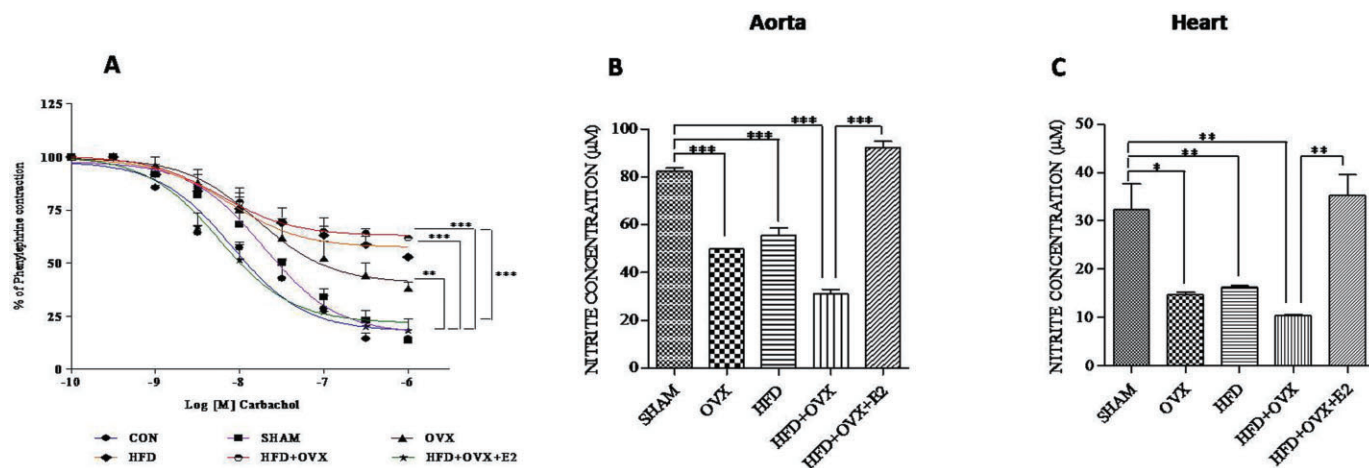 Aorta
Heart
A
B
C
% of Phenylephrine contraction
125
100
75
50
25
0
-10 -9 -8 -7 -6
Log [M] Carbachol
***
***
**
***
CON SHAM OVX
HFD HFD+OVX HFD+OVX+E2
NITRITE CONCENTRATION (µM)
100
80
60
40
20
0
*** ***
***
***
SHAM OVX HFD HFD+OVX HFD+OVX+E2
NITRITE CONCENTRATION (µM)
50
40
30
20
10
0
**
** **
*
SHAM OVX HFD HFD+OVX HFD+OVX+E2